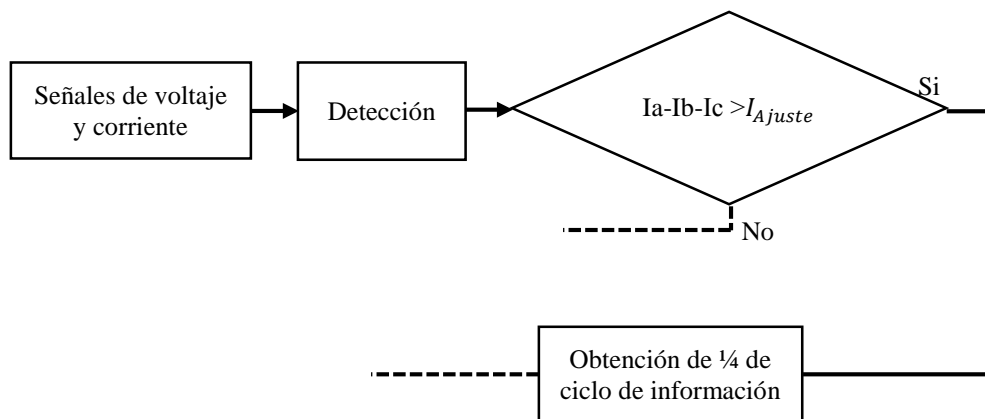 Señales de voltaje
y corriente
Detección
Ia-Ib-Ic >I_Ajuste
Si
No
Obtención de ¼ de
ciclo de información